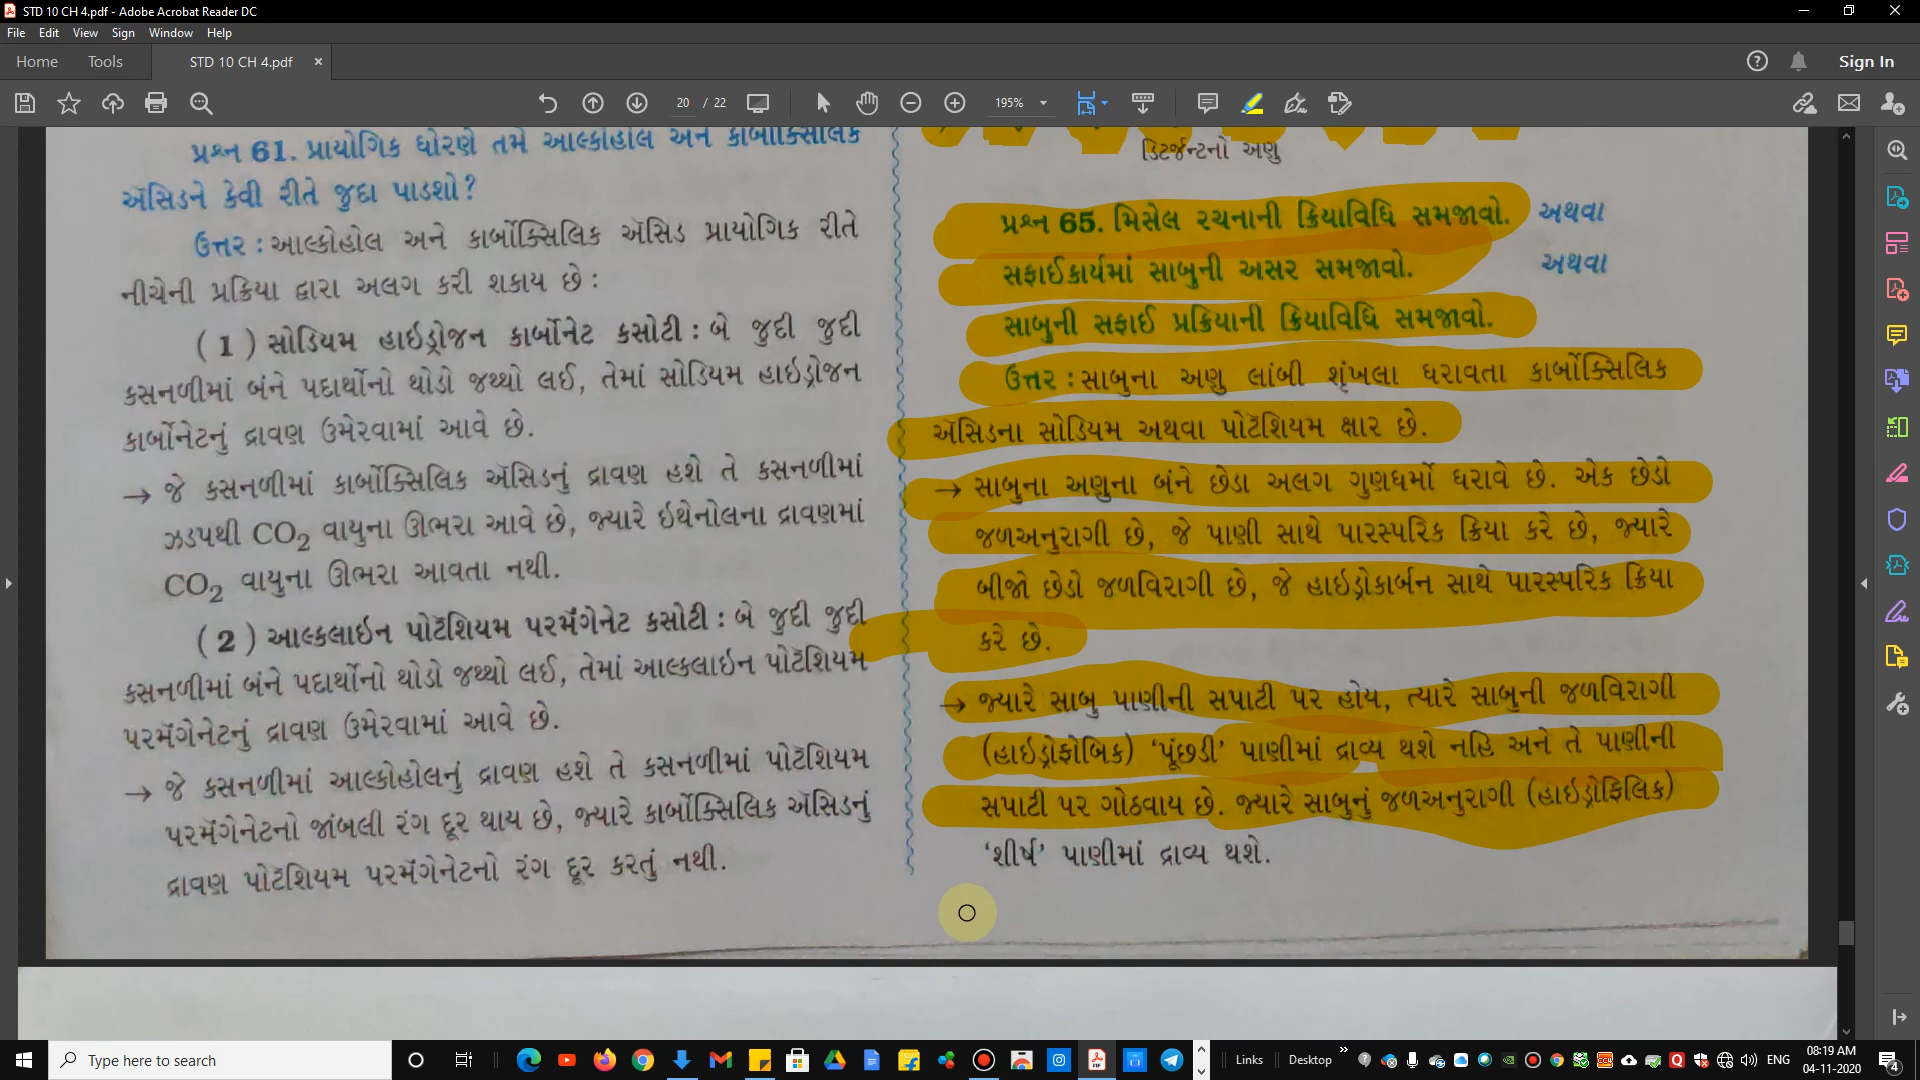 STD 10 CH 4.pdf - Adobe Acrobat Reader DC
File Edit View Sign Window Help
Home Tools STD 10 CH 4.pdf × Sign In
20 / 22 195%
પ્રશ્ન 61. પ્રાયોગિક ધોરણે તમે આલ્કોહોલ અને કાર્બોક્સિલિક
ઍસિડને કેવી રીતે જુદા પાડશો?
ઉત્તર : આલ્કોહોલ અને કાર્બોક્સિલિક ઍસિડ પ્રાયોગિક રીતે
નીચેની પ્રક્રિયા દ્વારા અલગ કરી શકાય છે :
( 1 ) સોડિયમ હાઇડ્રોજન કાર્બોનેટ કસોટી : બે જુદી જુદી
કસનળીમાં બંને પદાર્થોનો થોડો જથ્થો લઈ, તેમાં સોડિયમ હાઇડ્રોજન
કાર્બોનેટનું દ્રાવણ ઉમેરવામાં આવે છે.
→ જે કસનળીમાં કાર્બોક્સિલિક ઍસિડનું દ્રાવણ હશે તે કસનળીમાં
ઝડપથી CO₂ વાયુના ઊભરા આવે છે, જ્યારે ઇથેનોલના દ્રાવણમાં
CO₂ વાયુના ઊભરા આવતા નથી.
( 2 ) આલ્કલાઇન પોટૅશિયમ પરમૅંગેનેટ કસોટી : બે જુદી જુદી
કસનળીમાં બંને પદાર્થોનો થોડો જથ્થો લઈ, તેમાં આલ્કલાઇન પોટૅશિયમ
પરમૅંગેનેટનું દ્રાવણ ઉમેરવામાં આવે છે.
→ જે કસનળીમાં આલ્કોહોલનું દ્રાવણ હશે તે કસનળીમાં પોટૅશિયમ
પરમૅંગેનેટનો જાંબલી રંગ દૂર થાય છે, જ્યારે કાર્બોક્સિલિક ઍસિડનું
દ્રાવણ પોટૅશિયમ પરમૅંગેનેટનો રંગ દૂર કરતું નથી.
ડિટર્જન્ટનો અણુ
પ્રશ્ન 65. મિસેલ રચનાની ક્રિયાવિધિ સમજાવો. અથવા
સફાઈકાર્યમાં સાબુની અસર સમજાવો. અથવા
સાબુની સફાઈ પ્રક્રિયાની ક્રિયાવિધિ સમજાવો.
ઉત્તર : સાબુના અણુ લાંબી શૃંખલા ધરાવતા કાર્બોક્સિલિક
ઍસિડના સોડિયમ અથવા પોટૅશિયમ ક્ષાર છે.
→ સાબુના અણુના બંને છેડા અલગ ગુણધર્મો ધરાવે છે. એક છેડો
જળઅનુરાગી છે, જે પાણી સાથે પારસ્પરિક ક્રિયા કરે છે, જ્યારે
બીજો છેડો જળવિરાગી છે, જે હાઇડ્રોકાર્બન સાથે પારસ્પરિક ક્રિયા
કરે છે.
→ જ્યારે સાબુ પાણીની સપાટી પર હોય, ત્યારે સાબુની જળવિરાગી
(હાઇડ્રોફોબિક) ‘પૂંછડી’ પાણીમાં દ્રાવ્ય થશે નહિ અને તે પાણીની
સપાટી પર ગોઠવાય છે. જ્યારે સાબુનું જળઅનુરાગી (હાઇડ્રોફિલિક)
‘શીર્ષ’ પાણીમાં દ્રાવ્ય થશે.
Type here to search Links Desktop ENG 08:19 AM
04-11-2020